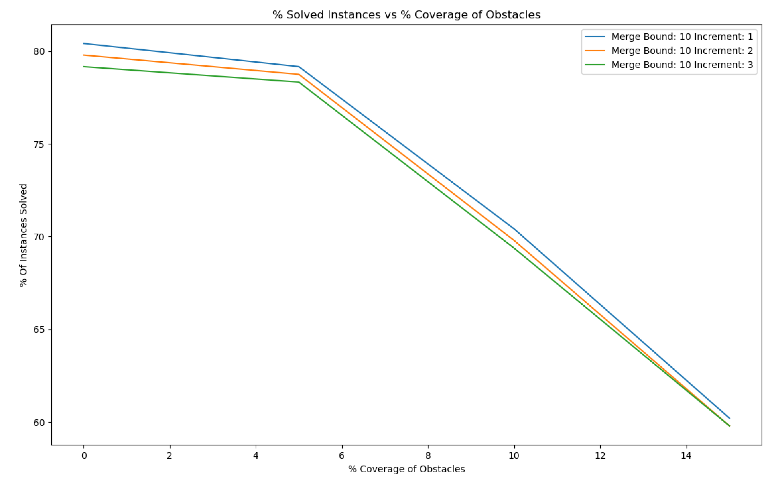 % Solved Instances vs % Coverage of Obstacles
Merge Bound: 10 Increment: 1
Merge Bound: 10 Increment: 2
Merge Bound: 10 Increment: 3
80
75
70
65
60
% Of Instances Solved
0 2 4 6 8 10 12 14
% Coverage of Obstacles